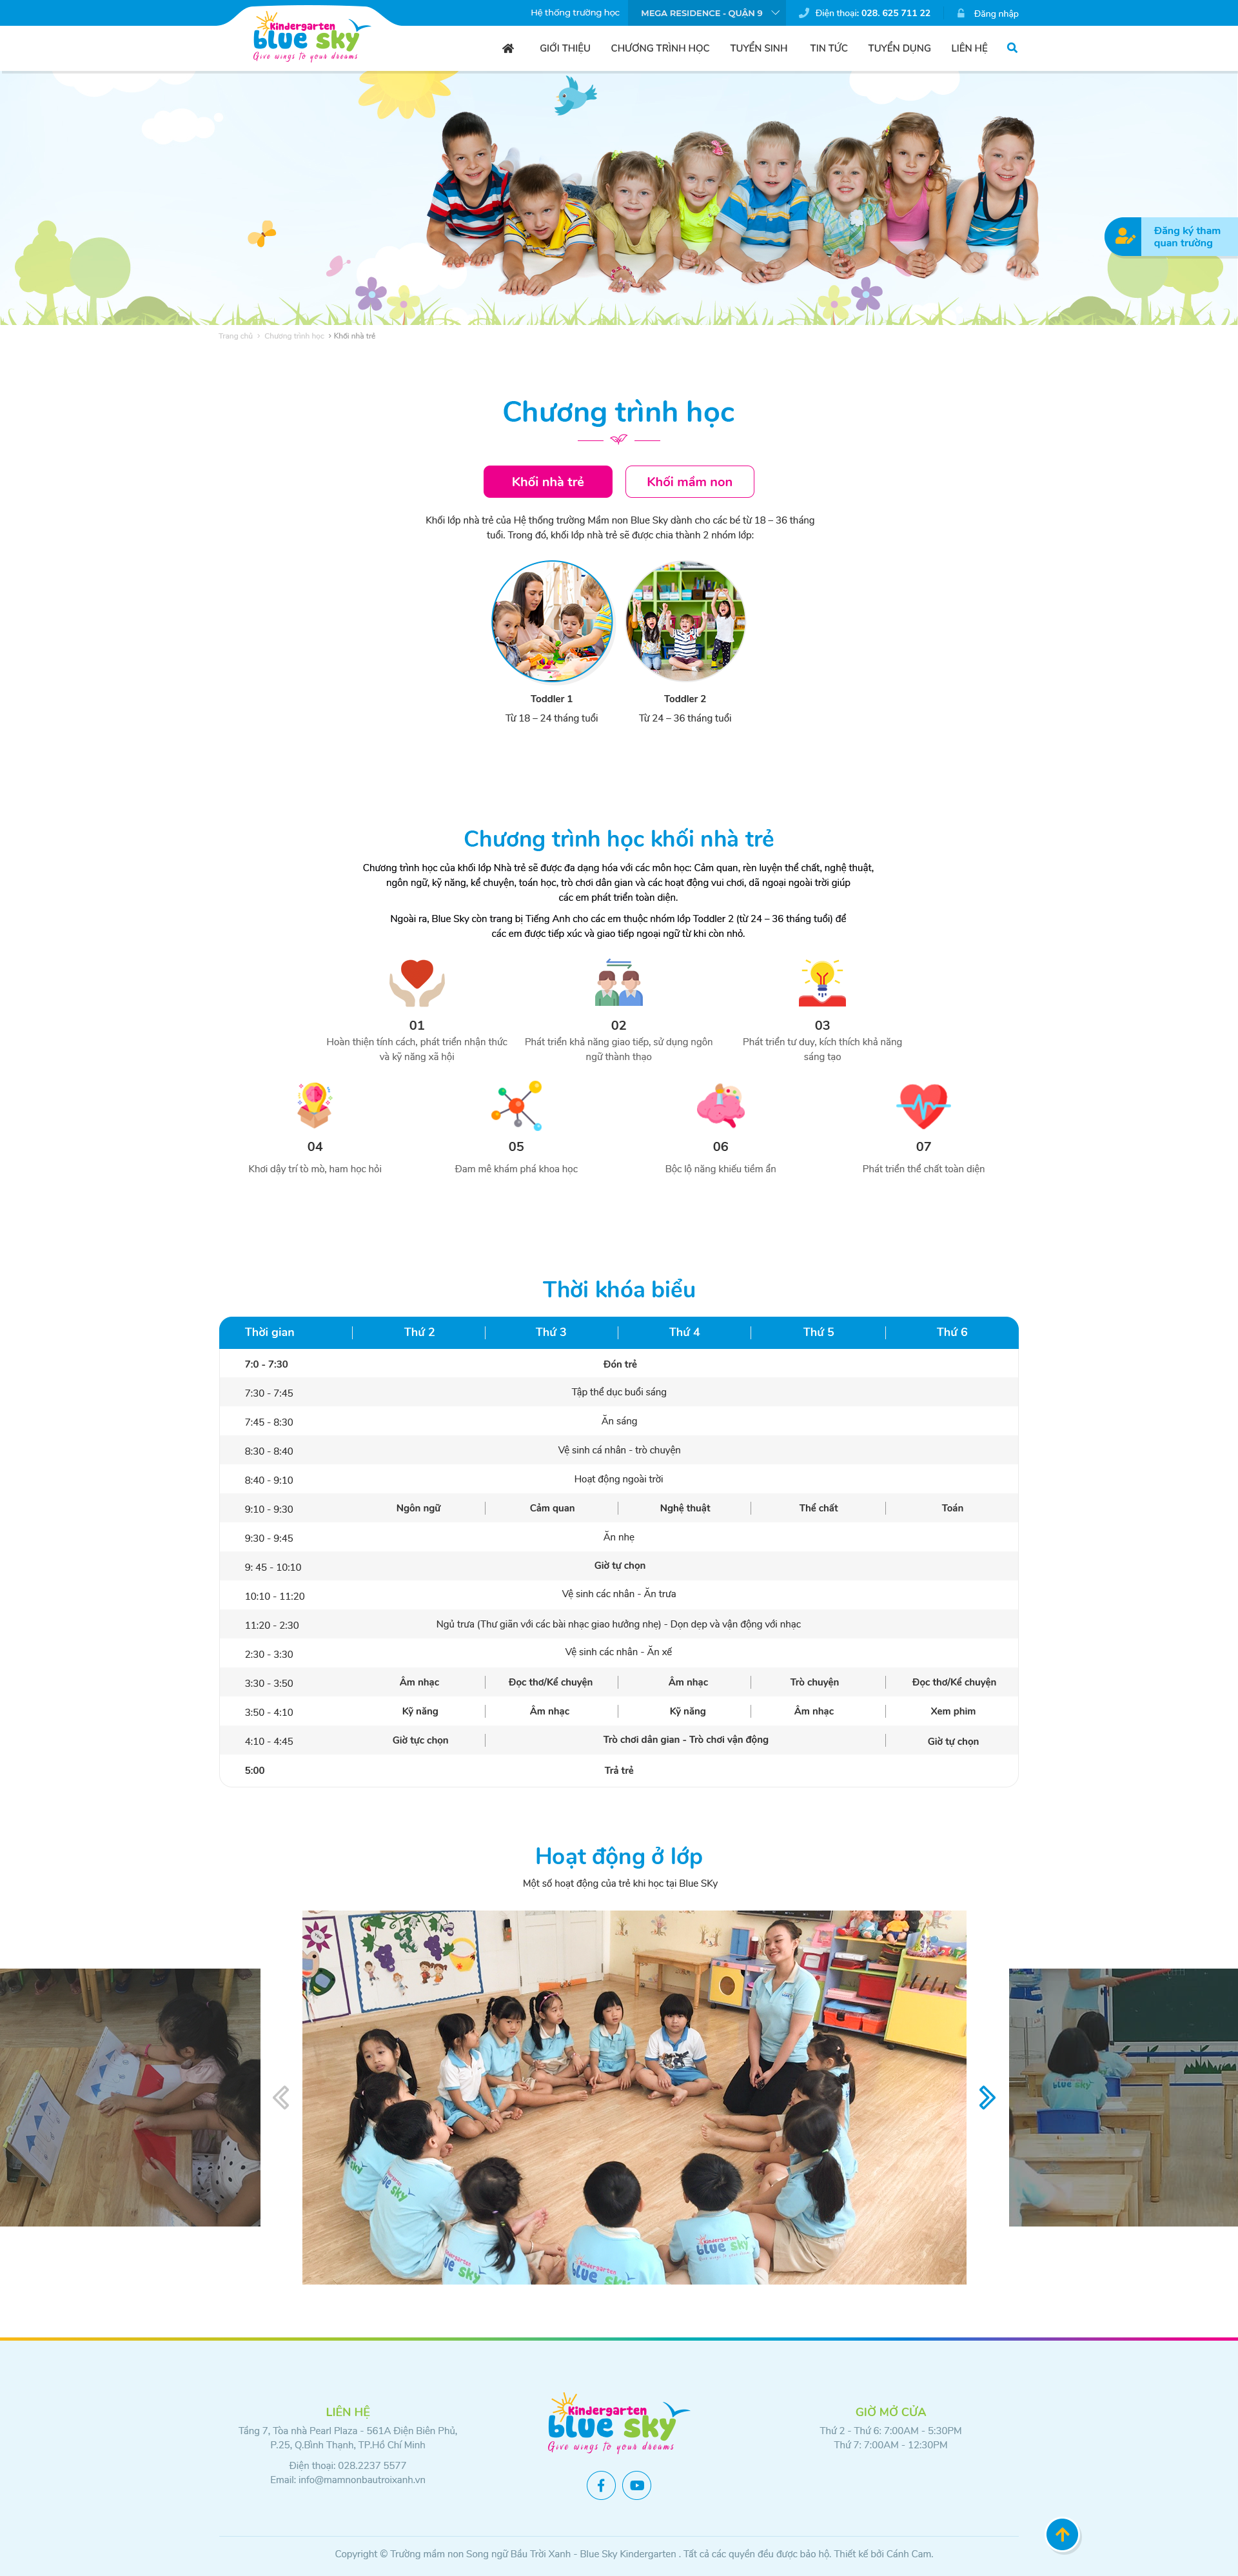 Hệ thống trường học
MEGA RESIDENCE - QUẬN 9
Điện thoại: 028. 625 711 22
Đăng nhập
Kindergarten
blue sky
Give wings to your dreams
GIỚI THIỆU
CHƯƠNG TRÌNH HỌC
TUYỂN SINH
TIN TỨC
TUYỂN DỤNG
LIÊN HỆ
Đăng ký tham
quan trường
Trang chủ › Chương trình học › Khối nhà trẻ
Chương trình học
Khối nhà trẻ
Khối mầm non
Khối lớp nhà trẻ của Hệ thống trường Mầm non Blue Sky dành cho các bé từ 18 – 36 tháng
tuổi. Trong đó, khối lớp nhà trẻ sẽ được chia thành 2 nhóm lớp:
Toddler 1
Toddler 2
Từ 18 – 24 tháng tuổi
Từ 24 – 36 tháng tuổi
Chương trình học khối nhà trẻ
Chương trình học của khối lớp Nhà trẻ sẽ được đa dạng hóa với các môn học: Cảm quan, rèn luyện thể chất, nghệ thuật,
ngôn ngữ, kỹ năng, kể chuyện, toán học, trò chơi dân gian và các hoạt động vui chơi, dã ngoại ngoài trời giúp
các em phát triển toàn diện.
Ngoài ra, Blue Sky còn trang bị Tiếng Anh cho các em thuộc nhóm lớp Toddler 2 (từ 24 – 36 tháng tuổi) để
các em được tiếp xúc và giao tiếp ngoại ngữ từ khi còn nhỏ.
01
Hoàn thiện tính cách, phát triển nhận thức
và kỹ năng xã hội
02
Phát triển khả năng giao tiếp, sử dụng ngôn
ngữ thành thạo
03
Phát triển tư duy, kích thích khả năng
sáng tạo
04
Khơi dậy trí tò mò, ham học hỏi
05
Đam mê khám phá khoa học
06
Bộc lộ năng khiếu tiềm ẩn
07
Phát triển thể chất toàn diện
Thời khóa biểu
Thời gian Thứ 2 Thứ 3 Thứ 4 Thứ 5 Thứ 6
7:0 - 7:30 Đón trẻ
7:30 - 7:45 Tập thể dục buổi sáng
7:45 - 8:30 Ăn sáng
8:30 - 8:40 Vệ sinh cá nhân - trò chuyện
8:40 - 9:10 Hoạt động ngoài trời
9:10 - 9:30 Ngôn ngữ Cảm quan Nghệ thuật Thể chất Toán
9:30 - 9:45 Ăn nhẹ
9: 45 - 10:10 Giờ tự chọn
10:10 - 11:20 Vệ sinh các nhân - Ăn trưa
11:20 - 2:30 Ngủ trưa (Thư giãn với các bài nhạc giao hưởng nhẹ) - Dọn dẹp và vận động với nhạc
2:30 - 3:30 Vệ sinh các nhân - Ăn xế
3:30 - 3:50 Âm nhạc Đọc thơ/Kể chuyện Âm nhạc Trò chuyện Đọc thơ/Kể chuyện
3:50 - 4:10 Kỹ năng Âm nhạc Kỹ năng Âm nhạc Xem phim
4:10 - 4:45 Giờ tực chọn Trò chơi dân gian - Trò chơi vận động Giờ tự chọn
5:00 Trả trẻ
Hoạt động ở lớp
Một số hoạt động của trẻ khi học tại Blue SKy
LIÊN HỆ
Tầng 7, Tòa nhà Pearl Plaza - 561A Điện Biên Phủ,
P.25, Q.Bình Thạnh, TP.Hồ Chí Minh
Điện thoại: 028.2237 5577
Email: info@mamnonbautroixanh.vn
Kindergarten
blue sky
Give wings to your dreams
GIỜ MỞ CỬA
Thứ 2 - Thứ 6: 7:00AM - 5:30PM
Thứ 7: 7:00AM - 12:30PM
Copyright © Trường mầm non Song ngữ Bầu Trời Xanh - Blue Sky Kindergarten . Tất cả các quyền đều được bảo hộ. Thiết kế bởi Cánh Cam.